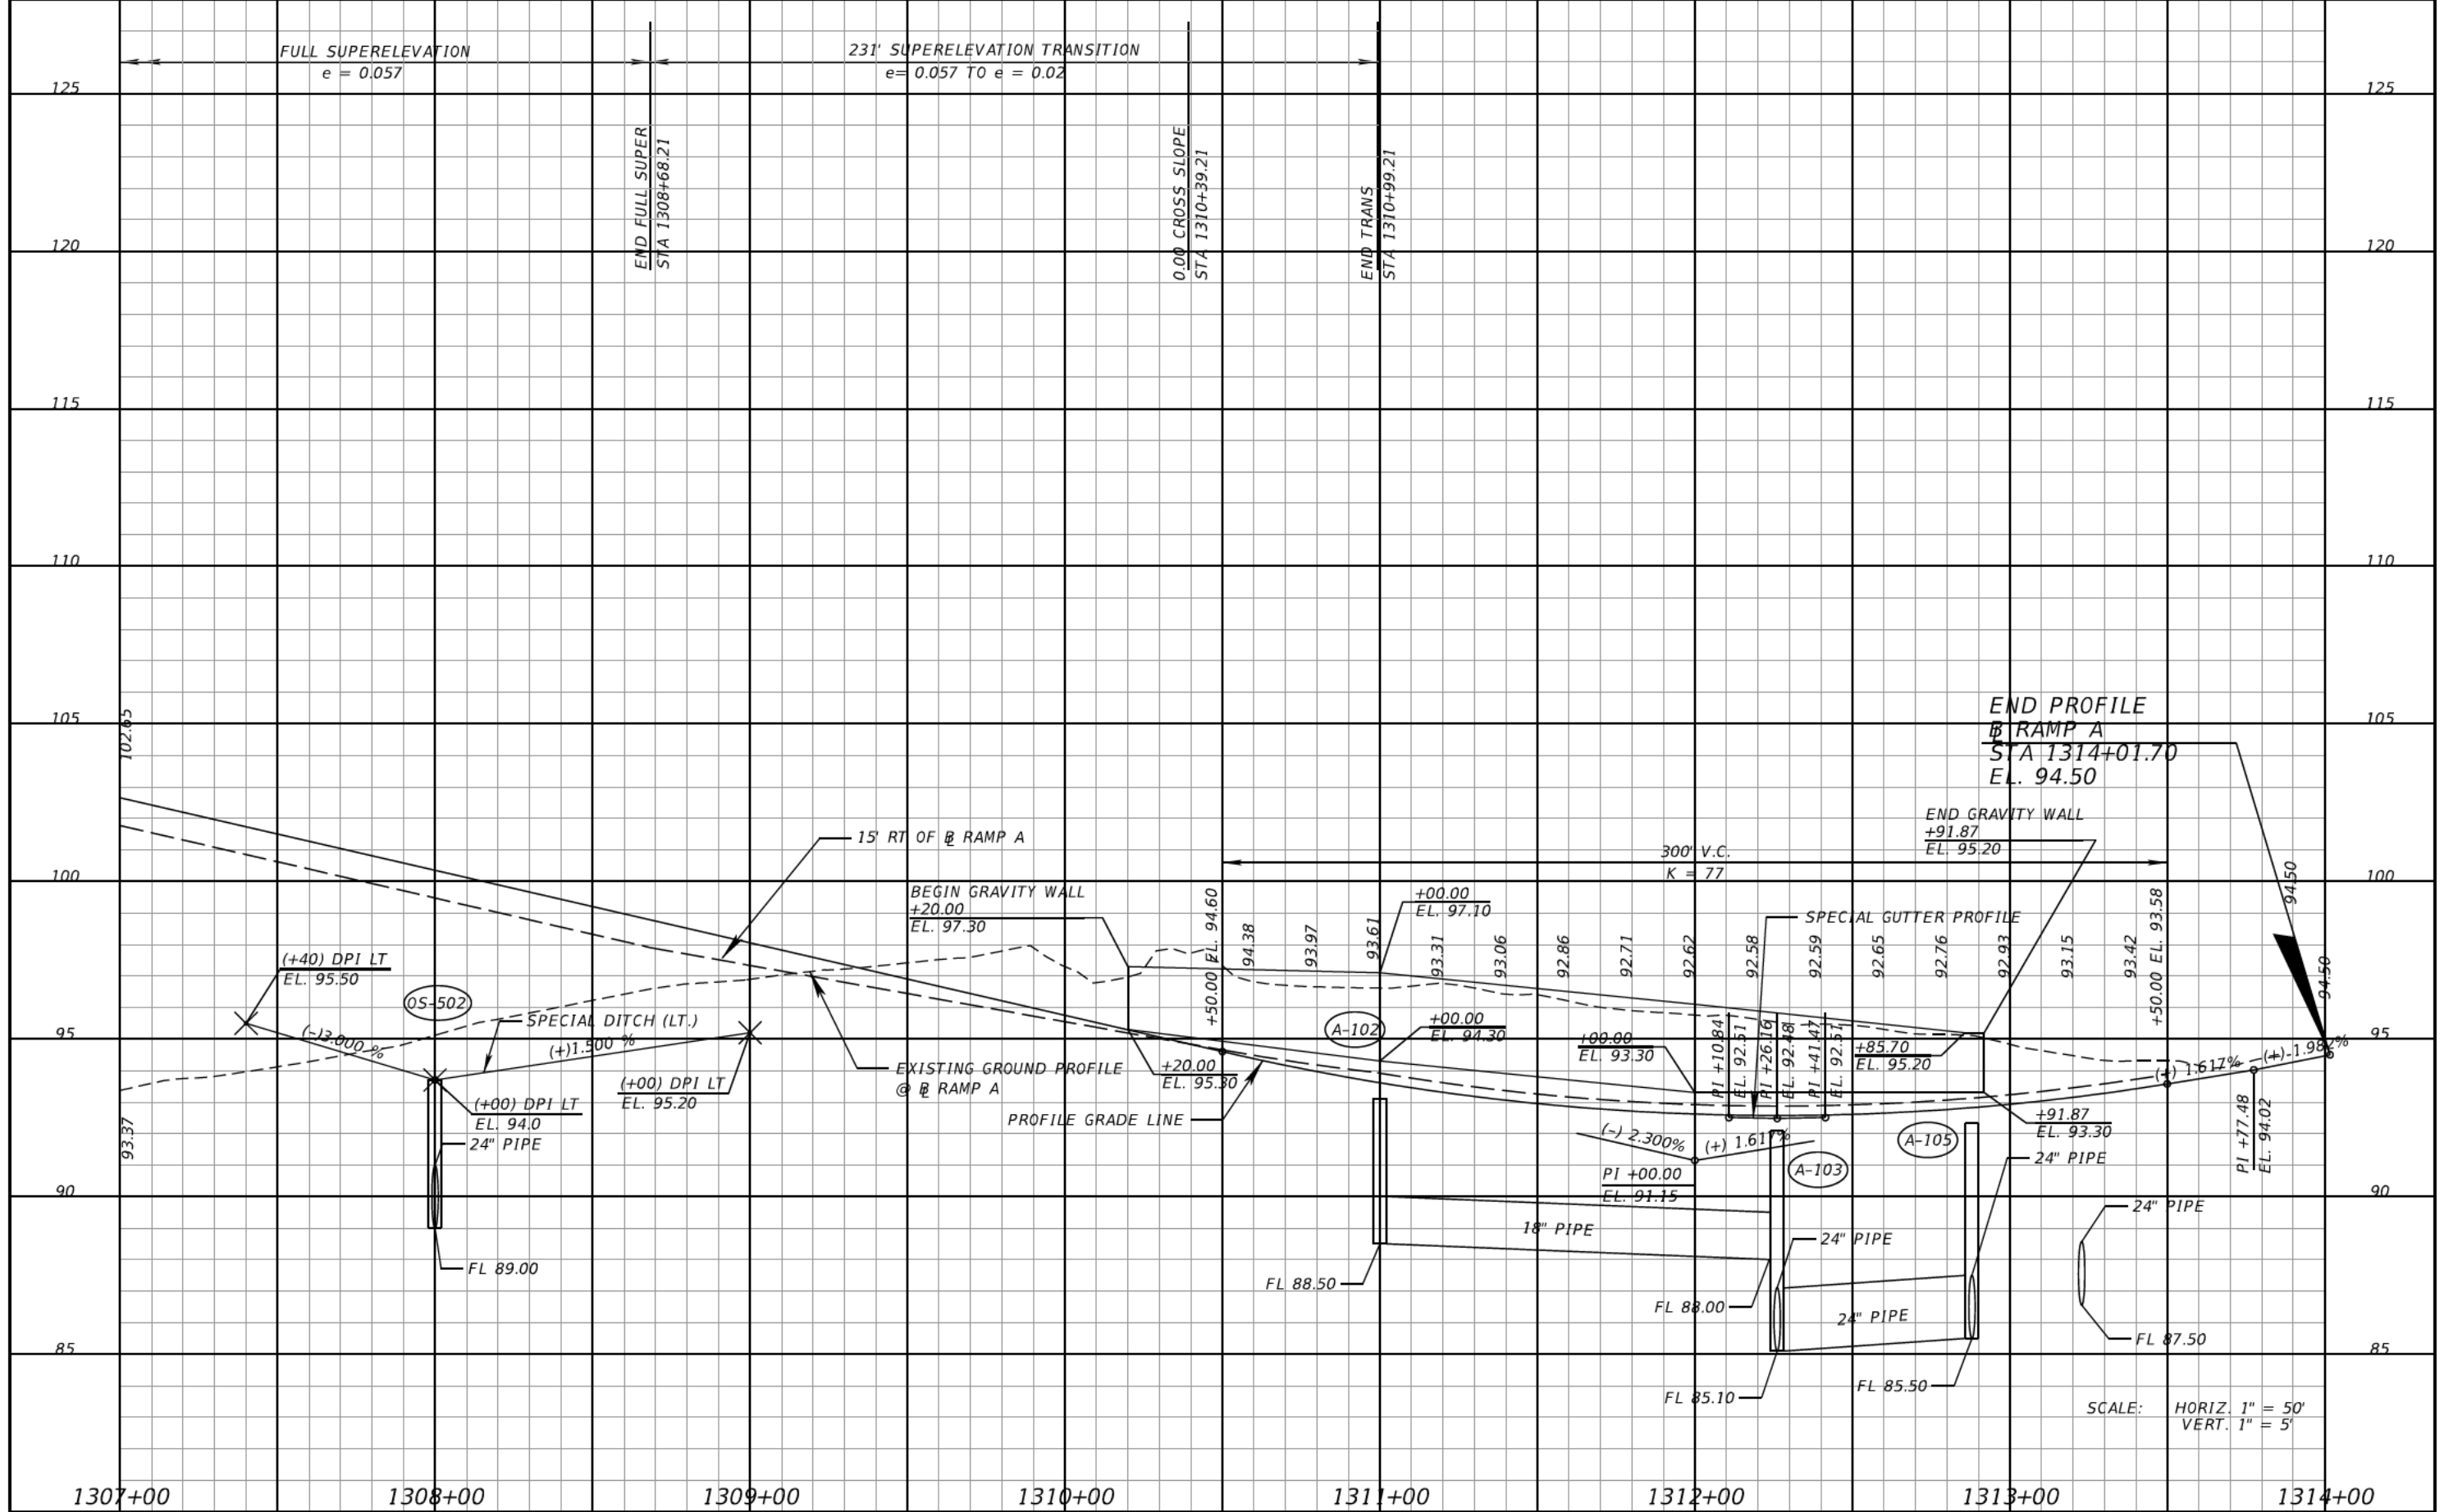 FULL SUPERELEVATION
e = 0.057
231' SUPERELEVATION TRANSITION
e= 0.057 TO e = 0.02
END FULL SUPER
STA 1308+68.21
0.00 CROSS SLOPE
STA 1310+39.21
END TRANS
STA 1310+99.21
125
125
120
120
115
115
110
110
105
105
100
100
95
95
90
90
85
85
102.65
93.37
END PROFILE
BL RAMP A
STA 1314+01.70
EL. 94.50
END GRAVITY WALL
+91.87
EL. 95.20
15' RT OF BL RAMP A
300' V.C.
K = 77
BEGIN GRAVITY WALL
+20.00
EL. 97.30
+00.00
EL. 97.10
SPECIAL GUTTER PROFILE
+50.00 EL. 94.60
94.38
93.97
93.61
93.31
93.06
92.86
92.71
92.62
92.58
92.59
92.65
92.76
92.93
93.15
93.42
+50.00 EL. 93.58
94.50
94.50
(+40) DPI LT
EL. 95.50
OS-502
(-)3.000 %
SPECIAL DITCH (LT.)
(+)1.500 %
(+00) DPI LT
EL. 95.20
(+00) DPI LT
EL. 94.0
24" PIPE
FL 89.00
EXISTING GROUND PROFILE
@ BL RAMP A
A-102
+00.00
EL. 94.30
+20.00
EL. 95.30
PROFILE GRADE LINE
+00.00
EL. 93.30
PI +10.84
EL. 92.51
PI +26.16
EL. 92.48
PI +41.47
EL. 92.51
+85.70
EL. 95.20
(+) 1.617%
(+)-1.982%
+91.87
EL. 93.30
PI +77.48
EL. 94.02
(-) 2.300%
(+) 1.617%
PI +00.00
EL. 91.15
A-103
A-105
24" PIPE
18" PIPE
24" PIPE
24" PIPE
24" PIPE
FL 88.50
FL 88.00
FL 85.10
FL 85.50
FL 87.50
SCALE: HORIZ. 1" = 50'
VERT. 1" = 5'
1307+00
1308+00
1309+00
1310+00
1311+00
1312+00
1313+00
1314+00